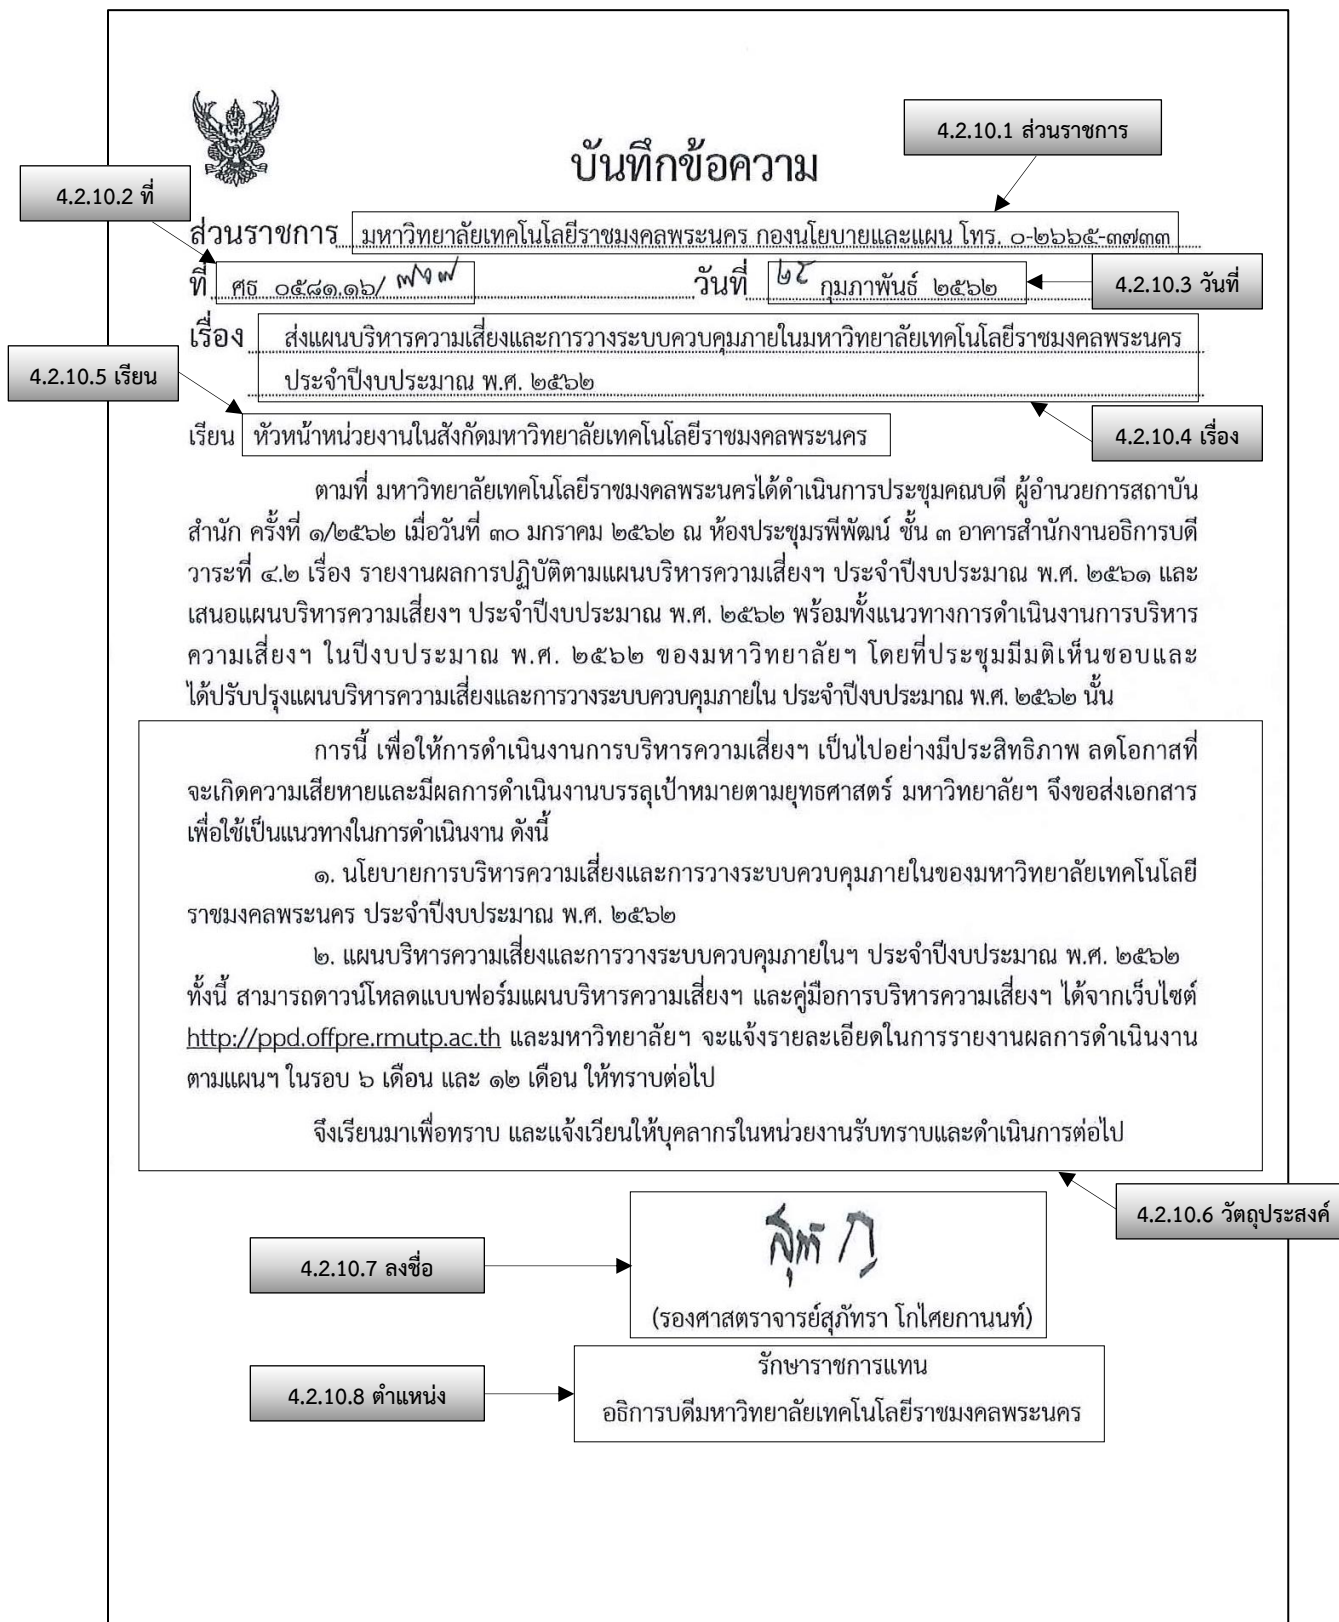 4.2.10.1 ส่วนราชการ
บันทึกข้อความ
4.2.10.2 ที่
ส่วนราชการ มหาวิทยาลัยเทคโนโลยีราชมงคลพระนคร กองนโยบายและแผน โทร. ๐-๒๖๖๕-๓๗๓๓
ที่ ศธ ๐๕๘๑.๑๖/ วันที่ กุมภาพันธ์ ๒๕๖๒
4.2.10.3 วันที่
เรื่อง ส่งแผนบริหารความเสี่ยงและการวางระบบควบคุมภายในมหาวิทยาลัยเทคโนโลยีราชมงคลพระนคร
ประจำปีงบประมาณ พ.ศ. ๒๕๖๒
4.2.10.5 เรียน
เรียน หัวหน้าหน่วยงานในสังกัดมหาวิทยาลัยเทคโนโลยีราชมงคลพระนคร
4.2.10.4 เรื่อง
ตามที่ มหาวิทยาลัยเทคโนโลยีราชมงคลพระนครได้ดำเนินการประชุมคณบดี ผู้อำนวยการสถาบัน
สำนัก ครั้งที่ ๑/๒๕๖๒ เมื่อวันที่ ๓๐ มกราคม ๒๕๖๒ ณ ห้องประชุมรพีพัฒน์ ชั้น ๓ อาคารสำนักงานอธิการบดี
วาระที่ ๔.๒ เรื่อง รายงานผลการปฏิบัติตามแผนบริหารความเสี่ยงฯ ประจำปีงบประมาณ พ.ศ. ๒๕๖๑ และ
เสนอแผนบริหารความเสี่ยงฯ ประจำปีงบประมาณ พ.ศ. ๒๕๖๒ พร้อมทั้งแนวทางการดำเนินงานการบริหาร
ความเสี่ยงฯ ในปีงบประมาณ พ.ศ. ๒๕๖๒ ของมหาวิทยาลัยฯ โดยที่ประชุมมีมติเห็นชอบและ
ได้ปรับปรุงแผนบริหารความเสี่ยงและการวางระบบควบคุมภายใน ประจำปีงบประมาณ พ.ศ. ๒๕๖๒ นั้น
การนี้ เพื่อให้การดำเนินงานการบริหารความเสี่ยงฯ เป็นไปอย่างมีประสิทธิภาพ ลดโอกาสที่
จะเกิดความเสียหายและมีผลการดำเนินงานบรรลุเป้าหมายตามยุทธศาสตร์ มหาวิทยาลัยฯ จึงขอส่งเอกสาร
เพื่อใช้เป็นแนวทางในการดำเนินงาน ดังนี้
๑. นโยบายการบริหารความเสี่ยงและการวางระบบควบคุมภายในของมหาวิทยาลัยเทคโนโลยี
ราชมงคลพระนคร ประจำปีงบประมาณ พ.ศ. ๒๕๖๒
๒. แผนบริหารความเสี่ยงและการวางระบบควบคุมภายในฯ ประจำปีงบประมาณ พ.ศ. ๒๕๖๒
ทั้งนี้ สามารถดาวน์โหลดแบบฟอร์มแผนบริหารความเสี่ยงฯ และคู่มือการบริหารความเสี่ยงฯ ได้จากเว็บไซต์
http://ppd.offpre.rmutp.ac.th และมหาวิทยาลัยฯ จะแจ้งรายละเอียดในการรายงานผลการดำเนินงาน
ตามแผนฯ ในรอบ ๖ เดือน และ ๑๒ เดือน ให้ทราบต่อไป
จึงเรียนมาเพื่อทราบ และแจ้งเวียนให้บุคลากรในหน่วยงานรับทราบและดำเนินการต่อไป
4.2.10.6 วัตถุประสงค์
4.2.10.7 ลงชื่อ
(รองศาสตราจารย์สุภัทรา โกไศยกานนท์)
รักษาราชการแทน
4.2.10.8 ตำแหน่ง
อธิการบดีมหาวิทยาลัยเทคโนโลยีราชมงคลพระนคร